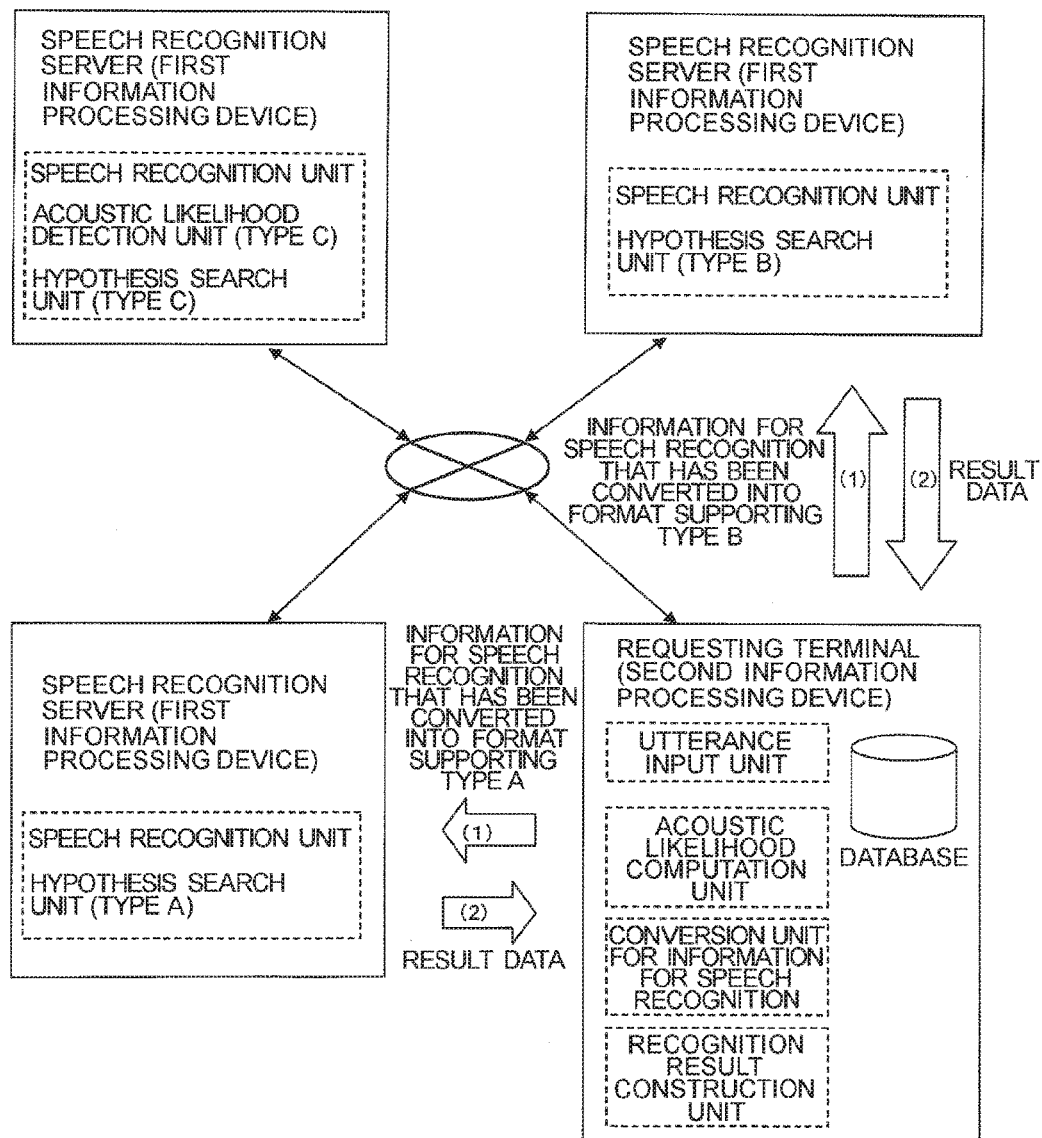 SPEECH RECOGNITION
SERVER (FIRST
INFORMATION
PROCESSING DEVICE)
SPEECH RECOGNITION UNIT
ACOUSTIC LIKELIHOOD
DETECTION UNIT (TYPE C)
HYPOTHESIS SEARCH
UNIT (TYPE C)
SPEECH RECOGNITION
SERVER (FIRST
INFORMATION
PROCESSING DEVICE)
SPEECH RECOGNITION UNIT
HYPOTHESIS SEARCH
UNIT (TYPE B)
INFORMATION FOR
SPEECH RECOGNITION
THAT HAS BEEN
CONVERTED INTO
FORMAT SUPPORTING
TYPE B
(1)
(2)
RESULT
DATA
SPEECH RECOGNITION
SERVER (FIRST
INFORMATION
PROCESSING DEVICE)
SPEECH RECOGNITION UNIT
HYPOTHESIS SEARCH
UNIT (TYPE A)
INFORMATION
FOR SPEECH
RECOGNITION
THAT HAS BEEN
CONVERTED
INTO FORMAT
SUPPORTING
TYPE A
(1)
(2)
RESULT DATA
REQUESTING TERMINAL
(SECOND INFORMATION
PROCESSING DEVICE)
UTTERANCE
INPUT UNIT
ACOUSTIC
LIKELIHOOD
COMPUTATION
UNIT
DATABASE
CONVERSION UNIT
FOR INFORMATION
FOR SPEECH
RECOGNITION
RECOGNITION
RESULT
CONSTRUCTION
UNIT